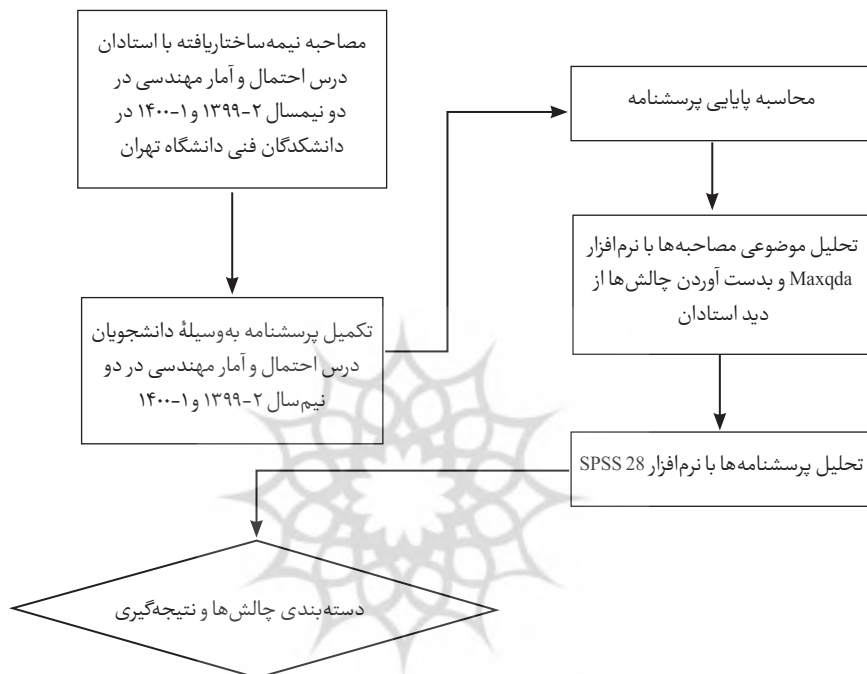 مصاحبه نیمه‌ساختاریافته با استادان
درس احتمال و آمار مهندسی در
دو نیمسال ۲-۱۳۹۹ و ۱-۱۴۰۰ در
دانشکدگان فنی دانشگاه تهران
تکمیل پرسشنامه به‌وسیلهٔ دانشجویان
درس احتمال و آمار مهندسی در دو
نیم‌سال ۲-۱۳۹۹ و ۱-۱۴۰۰
محاسبه پایایی پرسشنامه
تحلیل موضوعی مصاحبه‌ها با نرم‌افزار
Maxqda و بدست آوردن چالش‌ها از
دید استادان
تحلیل پرسشنامه‌ها با نرم‌افزار SPSS 28
دسته‌بندی چالش‌ها و نتیجه‌گیری